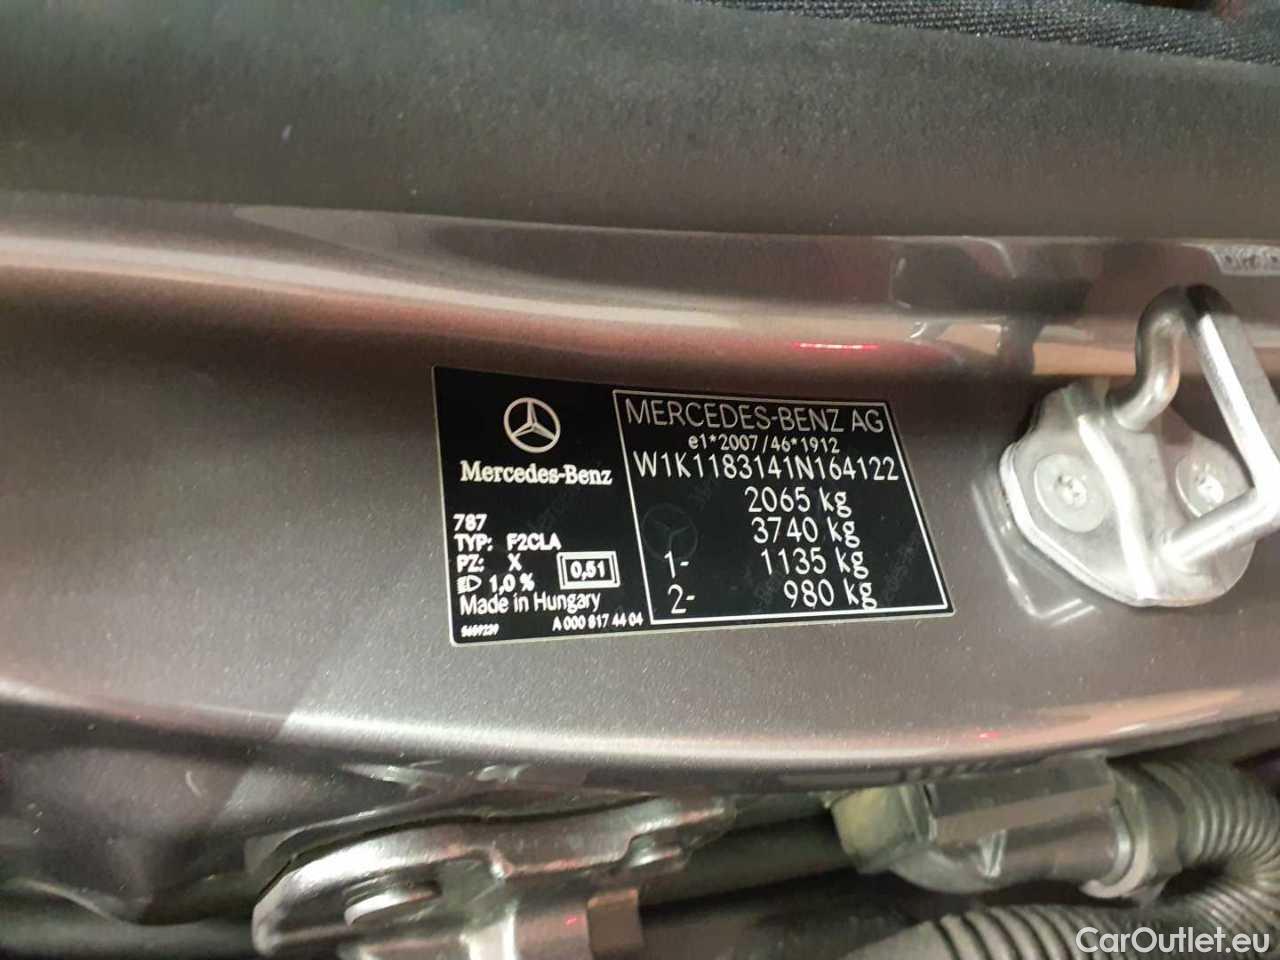 Mercedes-Benz
787
TYP: F2CLA
PZ: X
1,0 %
0,51
Made in Hungary
5659239
A 000 817 44 04
MERCEDES-BENZ AG
e1*2007/46*1912
W1K1183141N164122
2065 kg
3740 kg
1- 1135 kg
2- 980 kg
CarOutlet.eu